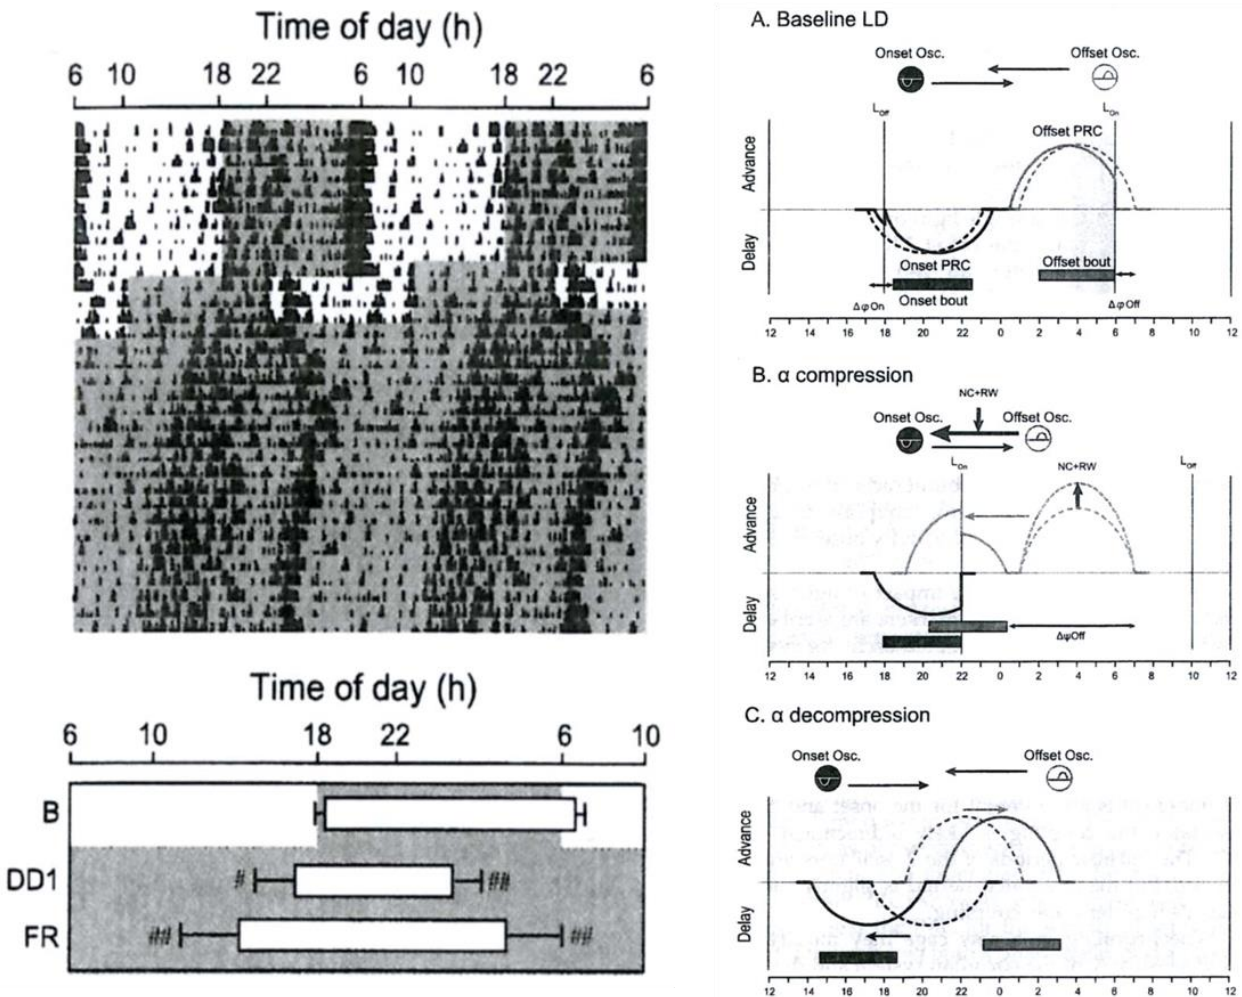 Time of day (h)
6 10 18 22 6 10 18 22 6
Time of day (h)
6 10 18 22 6 10
B
DD1
# ##
FR
## ##
A. Baseline LD
Onset Osc. Offset Osc.
LOff LOn
Offset PRC
Advance
Delay
Onset PRC Offset bout
ΔφOn Onset bout ΔφOff
12 14 16 18 20 22 0 2 4 6 8 10 12
B. α compression
NC+RW
Onset Osc. Offset Osc.
LOn NC+RW LOff
Advance
Delay
ΔψOff
12 14 16 18 20 22 0 2 4 6 8 10 12
C. α decompression
Onset Osc. Offset Osc.
Advance
Delay
12 14 16 18 20 22 0 2 4 6 8 10 12